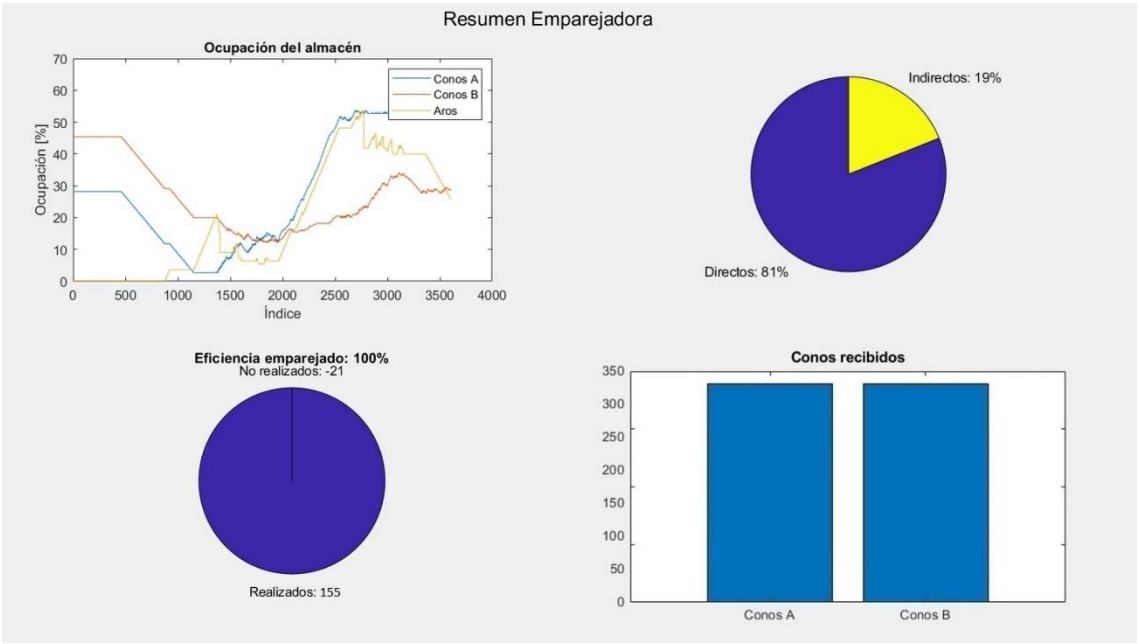 Resumen Emparejadora
Ocupación del almacén
70
60
50
40
30
20
10
0
Ocupación [%]
Conos A
Conos B
Aros
0 500 1000 1500 2000 2500 3000 3500 4000
Índice
Indirectos: 19%
Directos: 81%
Eficiencia emparejado: 100%
No realizados: -21
Realizados: 155
Conos recibidos
350
300
250
200
150
100
50
0
Conos A Conos B